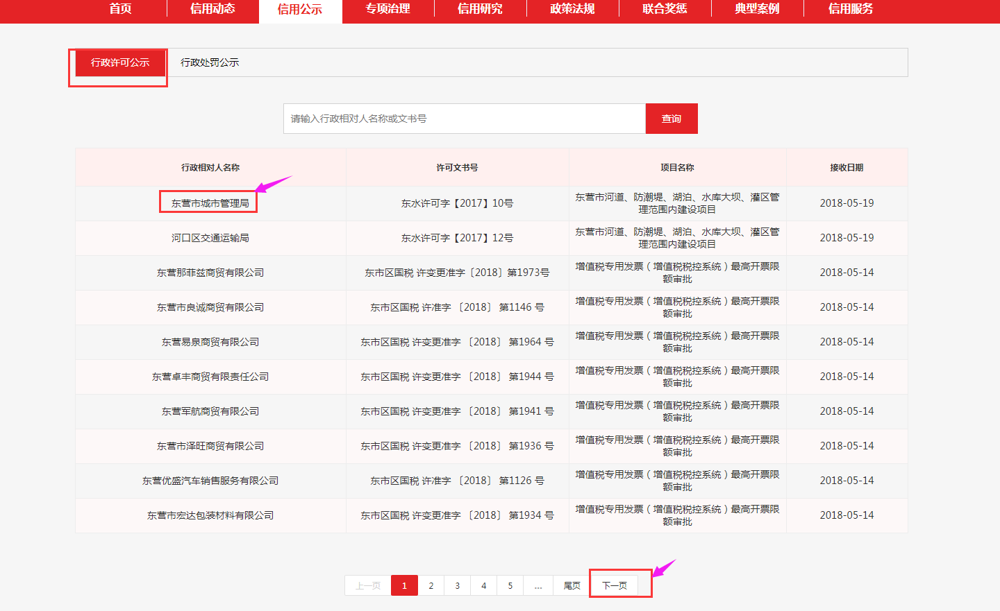 首页 信用动态 信用公示 专项治理 信用研究 政策法规 联合奖惩 典型案例 信用服务
行政许可公示 行政处罚公示
请输入行政相对人名称或文书号 查询
行政相对人名称 许可文书号 项目名称 接收日期
东营市城市管理局 东水许可字【2017】10号 东营市河道、防潮堤、湖泊、水库大坝、灌区管
理范围内建设项目 2018-05-19
河口区交通运输局 东水许可字【2017】12号 东营市河道、防潮堤、湖泊、水库大坝、灌区管
理范围内建设项目 2018-05-19
东营那菲兹商贸有限公司 东市区国税 许变更准字〔2018〕第1973号 增值税专用发票（增值税税控系统）最高开票限
额审批 2018-05-14
东营市良诚商贸有限公司 东市区国税 许准字 〔2018〕 第1146 号 增值税专用发票（增值税税控系统）最高开票限
额审批 2018-05-14
东营易泉商贸有限公司 东市区国税 许变更准字 〔2018〕 第1964 号 增值税专用发票（增值税税控系统）最高开票限
额审批 2018-05-14
东营卓丰商贸有限责任公司 东市区国税 许变更准字 〔2018〕 第1944 号 增值税专用发票（增值税税控系统）最高开票限
额审批 2018-05-14
东营军航商贸有限公司 东市区国税 许变更准字 〔2018〕 第1941 号 增值税专用发票（增值税税控系统）最高开票限
额审批 2018-05-14
东营市泽旺商贸有限公司 东市区国税 许变更准字 〔2018〕 第1936 号 增值税专用发票（增值税税控系统）最高开票限
额审批 2018-05-14
东营优盛汽车销售服务有限公司 东市区国税 许准字 〔2018〕 第1126 号 增值税专用发票（增值税税控系统）最高开票限
额审批 2018-05-14
东营市宏达包装材料有限公司 东市区国税 许变更准字 〔2018〕 第1934 号 增值税专用发票（增值税税控系统）最高开票限
额审批 2018-05-14
上一页 1 2 3 4 5 ... 尾页 下一页